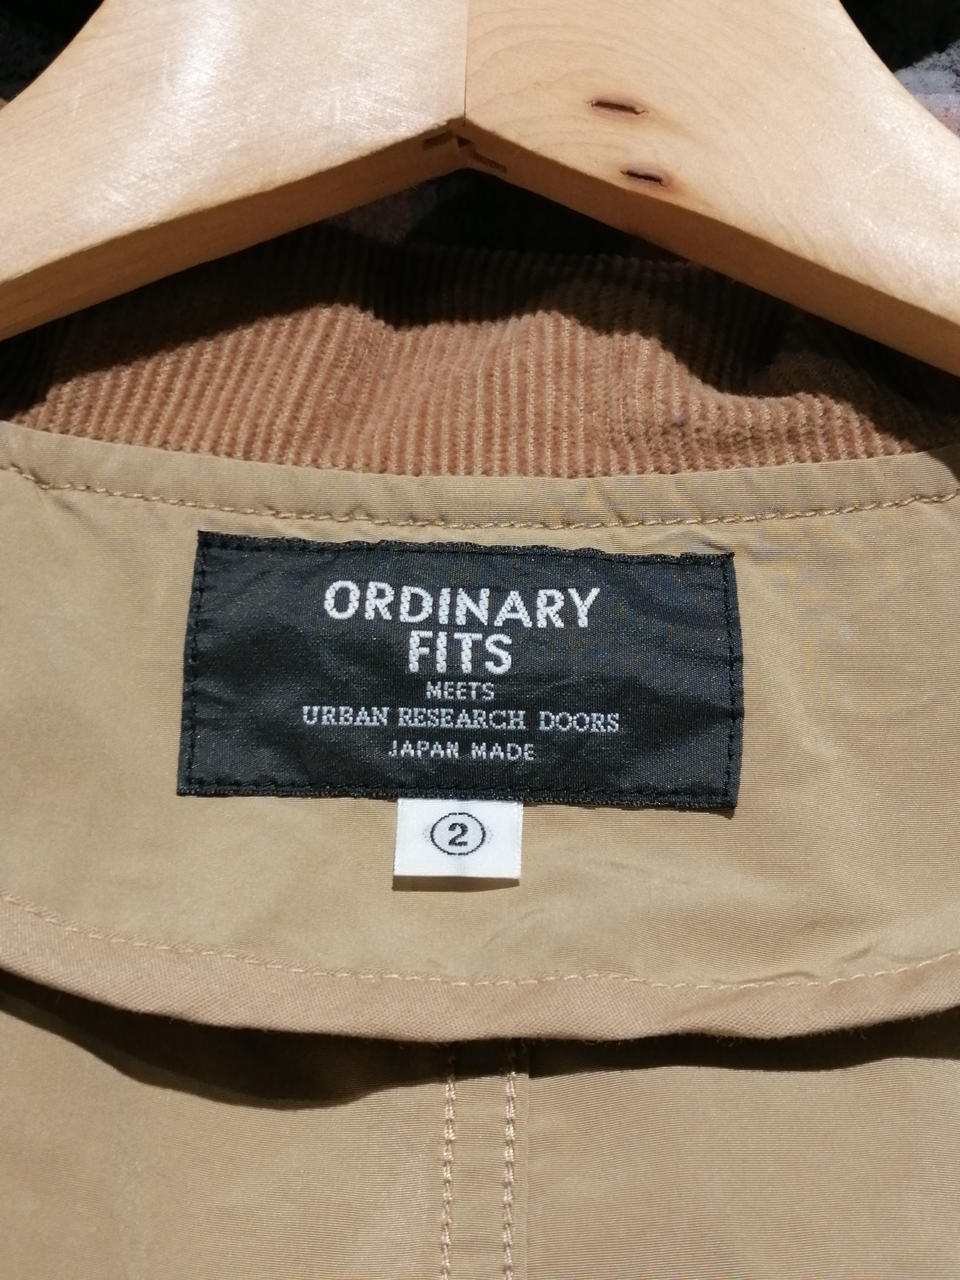 ORDINARY
FITS
MEETS
URBAN RESEARCH DOORS
JAPAN MADE
2